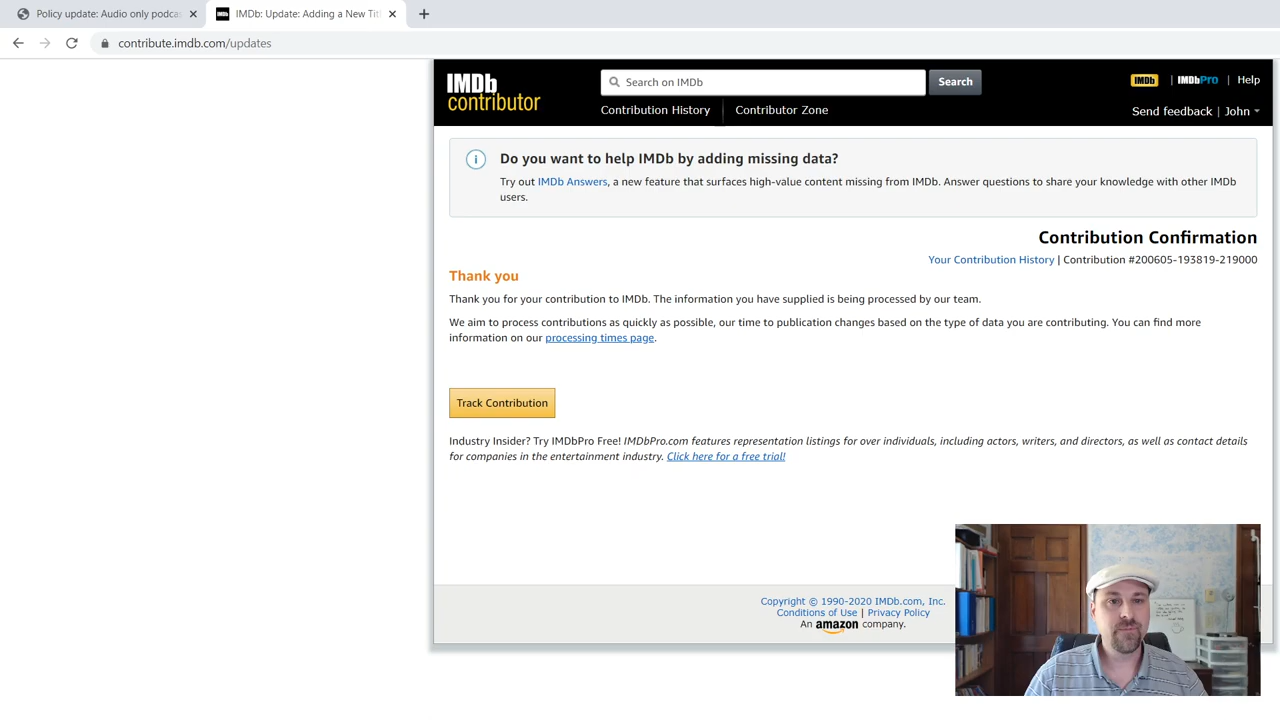 Policy update: Audio only podcas
IMDb: Update: Adding a New Titl
contribute.imdb.com/updates
IMDb
contributor
Search on IMDb
Search
IMDb | IMDbPro | Help
Contribution History
Contributor Zone
Send feedback | John
Do you want to help IMDb by adding missing data?
Try out IMDb Answers, a new feature that surfaces high-value content missing from IMDb. Answer questions to share your knowledge with other IMDb
users.
Contribution Confirmation
Your Contribution History | Contribution #200605-193819-219000
Thank you
Thank you for your contribution to IMDb. The information you have supplied is being processed by our team.
We aim to process contributions as quickly as possible, our time to publication changes based on the type of data you are contributing. You can find more
information on our processing times page.
Track Contribution
Industry Insider? Try IMDbPro Free! IMDbPro.com features representation listings for over individuals, including actors, writers, and directors, as well as contact details
for companies in the entertainment industry. Click here for a free trial!
Copyright © 1990-2020 IMDb.com, Inc.
Conditions of Use | Privacy Policy
An amazon company.